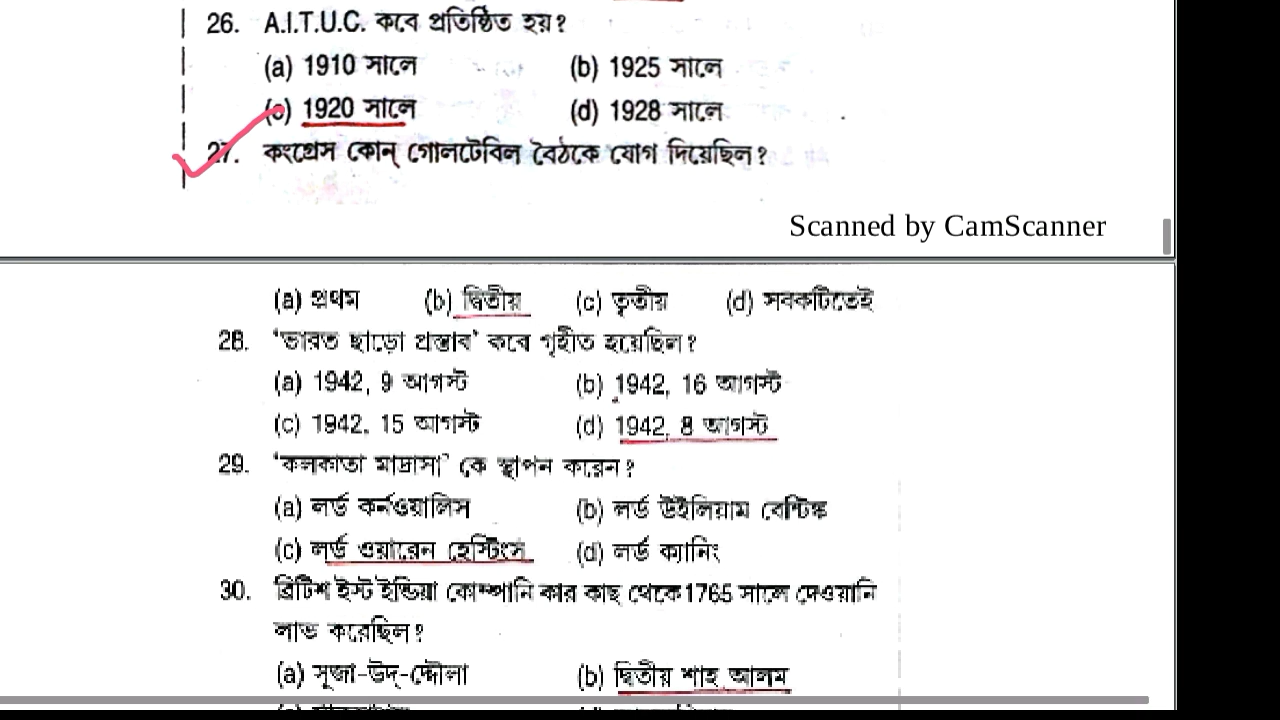 26. A.I.T.U.C. কবে প্রতিষ্ঠিত হয়?
(a) 1910 সালে (b) 1925 সালে
(c) 1920 সালে (d) 1928 সালে
27. কংগ্রেস কোন্ গোলটেবিল বৈঠকে যোগ দিয়েছিল?
Scanned by CamScanner
(a) প্রথম (b) দ্বিতীয় (c) তৃতীয় (d) সবকটিতেই
28. 'ভারত ছাড়ো প্রস্তাব' কবে গৃহীত হয়েছিল?
(a) 1942, 9 আগস্ট (b) 1942, 16 আগস্ট
(c) 1942, 15 আগস্ট (d) 1942, 8 আগস্ট
29. 'কলকাতা মাদ্রাসা' কে স্থাপন করেন?
(a) লর্ড কর্নওয়ালিস (b) লর্ড উইলিয়াম বেন্টিঙ্ক
(c) লর্ড ওয়ারেন হেস্টিংস (d) লর্ড ক্যানিং
30. ব্রিটিশ ইস্ট ইন্ডিয়া কোম্পানি কার কাছ থেকে 1765 সালে দেওয়ানি
লাভ করেছিল?
(a) সুজা-উদ্-দ্দৌলা (b) দ্বিতীয় শাহ আলম